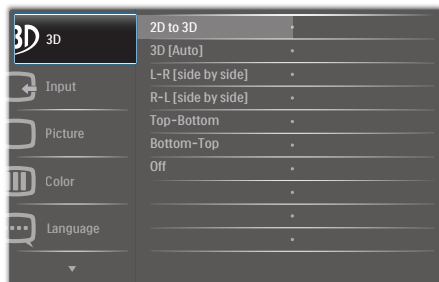 3D
3D
Input
Picture
Color
Language
2D to 3D
3D [Auto]
L-R [side by side]
R-L [side by side]
Top-Bottom
Bottom-Top
Off